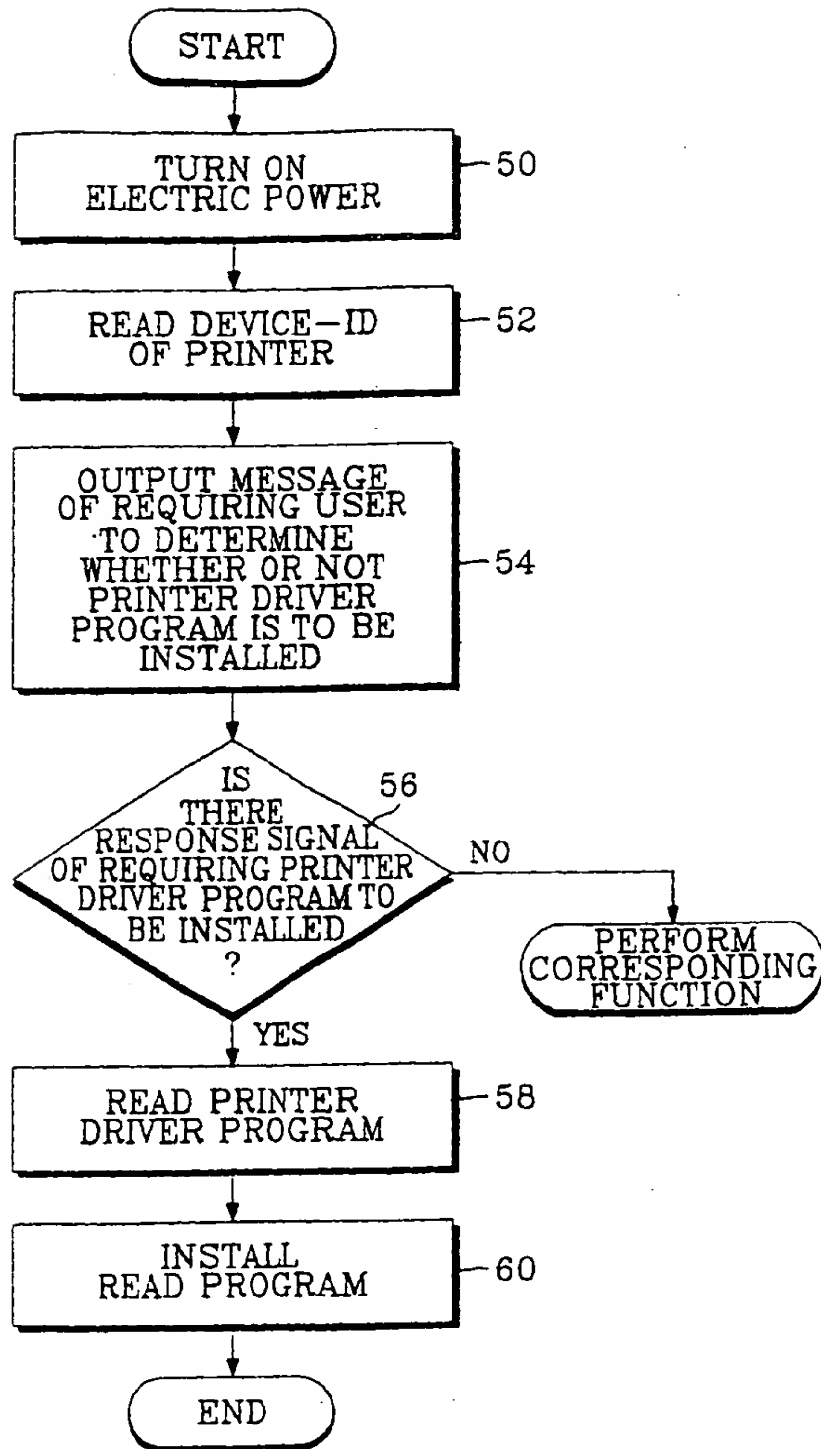 START
TURN ON
ELECTRIC POWER
50
READ DEVICE-ID
OF PRINTER
52
OUTPUT MESSAGE
OF REQUIRING USER
TO DETERMINE
WHETHER OR NOT
PRINTER DRIVER
PROGRAM IS TO BE
INSTALLED
54
IS
THERE
RESPONSE SIGNAL
OF REQUIRING PRINTER
DRIVER PROGRAM TO
BE INSTALLED
?
56
NO
PERFORM
CORRESPONDING
FUNCTION
YES
READ PRINTER
DRIVER PROGRAM
58
INSTALL
READ PROGRAM
60
END